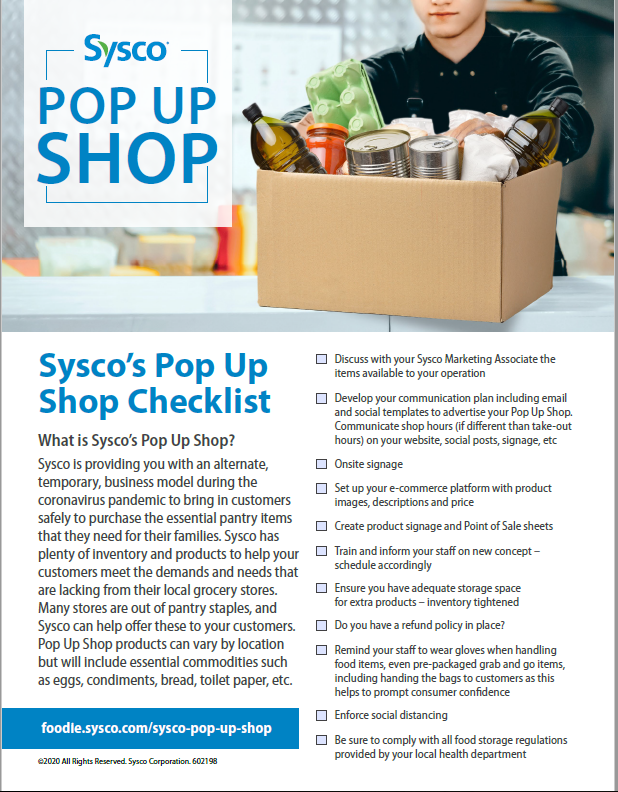 Sysco®
POP UP
SHOP
Sysco's Pop Up
Shop Checklist
What is Sysco's Pop Up Shop?
Sysco is providing you with an alternate,
temporary, business model during the
coronavirus pandemic to bring in customers
safely to purchase the essential pantry items
that they need for their families. Sysco has
plenty of inventory and products to help your
customers meet the demands and needs that
are lacking from their local grocery stores.
Many stores are out of pantry staples, and
Sysco can help offer these to your customers.
Pop Up Shop products can vary by location
but will include essential commodities such
as eggs, condiments, bread, toilet paper, etc.
foodie.sysco.com/sysco-pop-up-shop
©2020 All Rights Reserved. Sysco Corporation. 602198
Discuss with your Sysco Marketing Associate the
items available to your operation
Develop your communication plan including email
and social templates to advertise your Pop Up Shop.
Communicate shop hours (if different than take-out
hours) on your website, social posts, signage, etc
Onsite signage
Set up your e-commerce platform with product
images, descriptions and price
Create product signage and Point of Sale sheets
Train and inform your staff on new concept –
schedule accordingly
Ensure you have adequate storage space
for extra products – inventory tightened
Do you have a refund policy in place?
Remind your staff to wear gloves when handling
food items, even pre-packaged grab and go items,
including handing the bags to customers as this
helps to prompt consumer confidence
Enforce social distancing
Be sure to comply with all food storage regulations
provided by your local health department